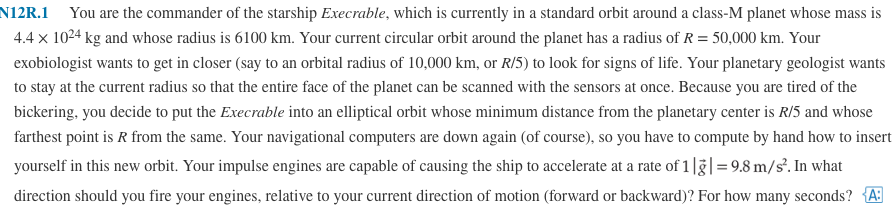 N12R.1 You are the commander of the starship Execrable, which is currently in a standard orbit around a class-M planet whose mass is
4.4 × 10²⁴ kg and whose radius is 6100 km. Your current circular orbit around the planet has a radius of R = 50,000 km. Your
exobiologist wants to get in closer (say to an orbital radius of 10,000 km, or R/5) to look for signs of life. Your planetary geologist wants
to stay at the current radius so that the entire face of the planet can be scanned with the sensors at once. Because you are tired of the
bickering, you decide to put the Execrable into an elliptical orbit whose minimum distance from the planetary center is R/5 and whose
farthest point is R from the same. Your navigational computers are down again (of course), so you have to compute by hand how to insert
yourself in this new orbit. Your impulse engines are capable of causing the ship to accelerate at a rate of 1|g⃗| = 9.8 m/s². In what
direction should you fire your engines, relative to your current direction of motion (forward or backward)? For how many seconds? A: